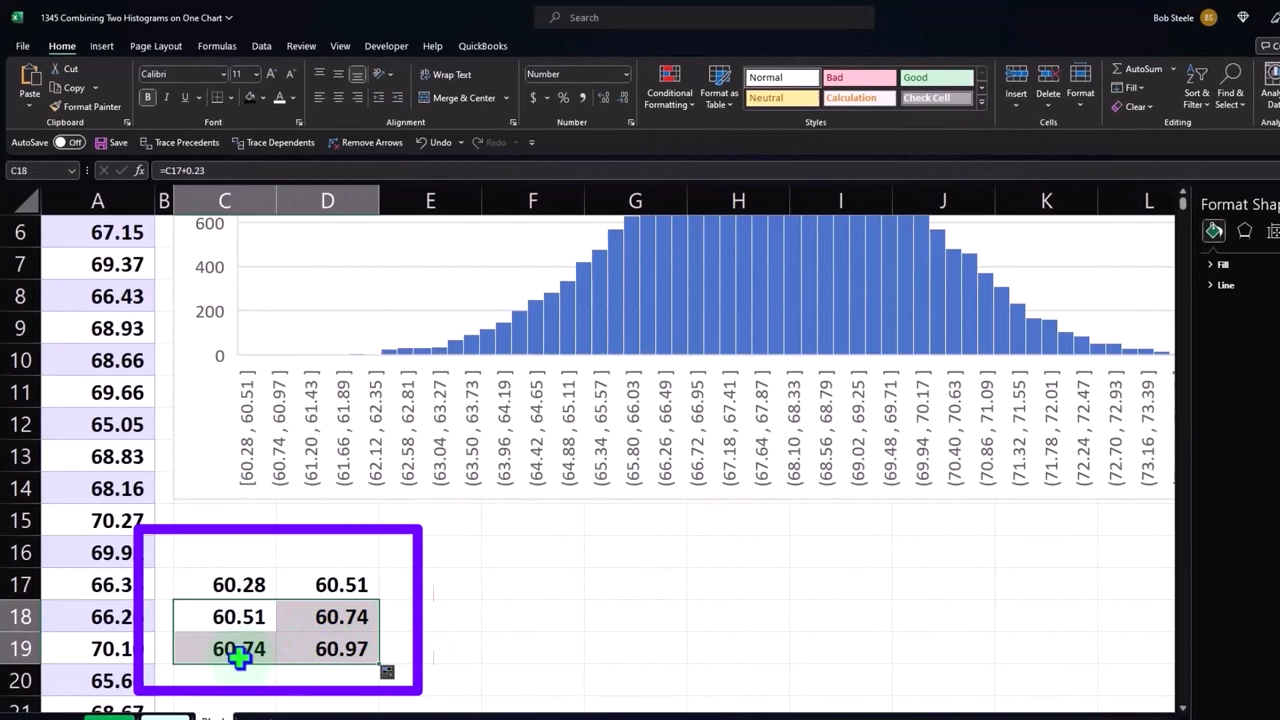 1345 Combining Two Histograms on One Chart
Search
Bob Steele
BS
File Home Insert Page Layout Formulas Data Review View Developer Help QuickBooks
Paste
Cut
Copy
Format Painter
Clipboard
Calibri 11
B I U
Font
Wrap Text
Merge & Center
Alignment
Number
$ % ,
Number
Conditional Formatting
Format as Table
Normal Bad Good
Neutral Calculation Check Cell
Styles
Insert Delete Format
Cells
AutoSum
Fill
Clear
Sort & Filter
Find & Select
Editing
AutoSave Off Save Trace Precedents Trace Dependents Remove Arrows Undo Redo
C18 fx =C17+0.23
A B C D E F G H I J K L
6 67.15
7 69.37
8 66.43
9 68.93
10 68.66
11 69.66
12 65.05
13 68.83
14 68.16
15 70.27
16
17 60.28 60.51
18 60.51 60.74
19 60.74 60.97
20
600
400
200
0
[60.28 , 60.51 ]
(60.74 , 60.97 ]
(61.20 , 61.43 ]
(61.66 , 61.89 ]
(62.12 , 62.35 ]
(62.58 , 62.81 ]
(63.04 , 63.27 ]
(63.50 , 63.73 ]
(63.96 , 64.19 ]
(64.42 , 64.65 ]
(64.88 , 65.11 ]
(65.34 , 65.57 ]
(65.80 , 66.03 ]
(66.26 , 66.49 ]
(66.72 , 66.95 ]
(67.18 , 67.41 ]
(67.64 , 67.87 ]
(68.10 , 68.33 ]
(68.56 , 68.79 ]
(69.02 , 69.25 ]
(69.48 , 69.71 ]
(69.94 , 70.17 ]
(70.40 , 70.63 ]
(70.86 , 71.09 ]
(71.32 , 71.55 ]
(71.78 , 72.01 ]
(72.24 , 72.47 ]
(72.70 , 72.93 ]
(73.16 , 73.39 ]
Format Shap
Fill
Line